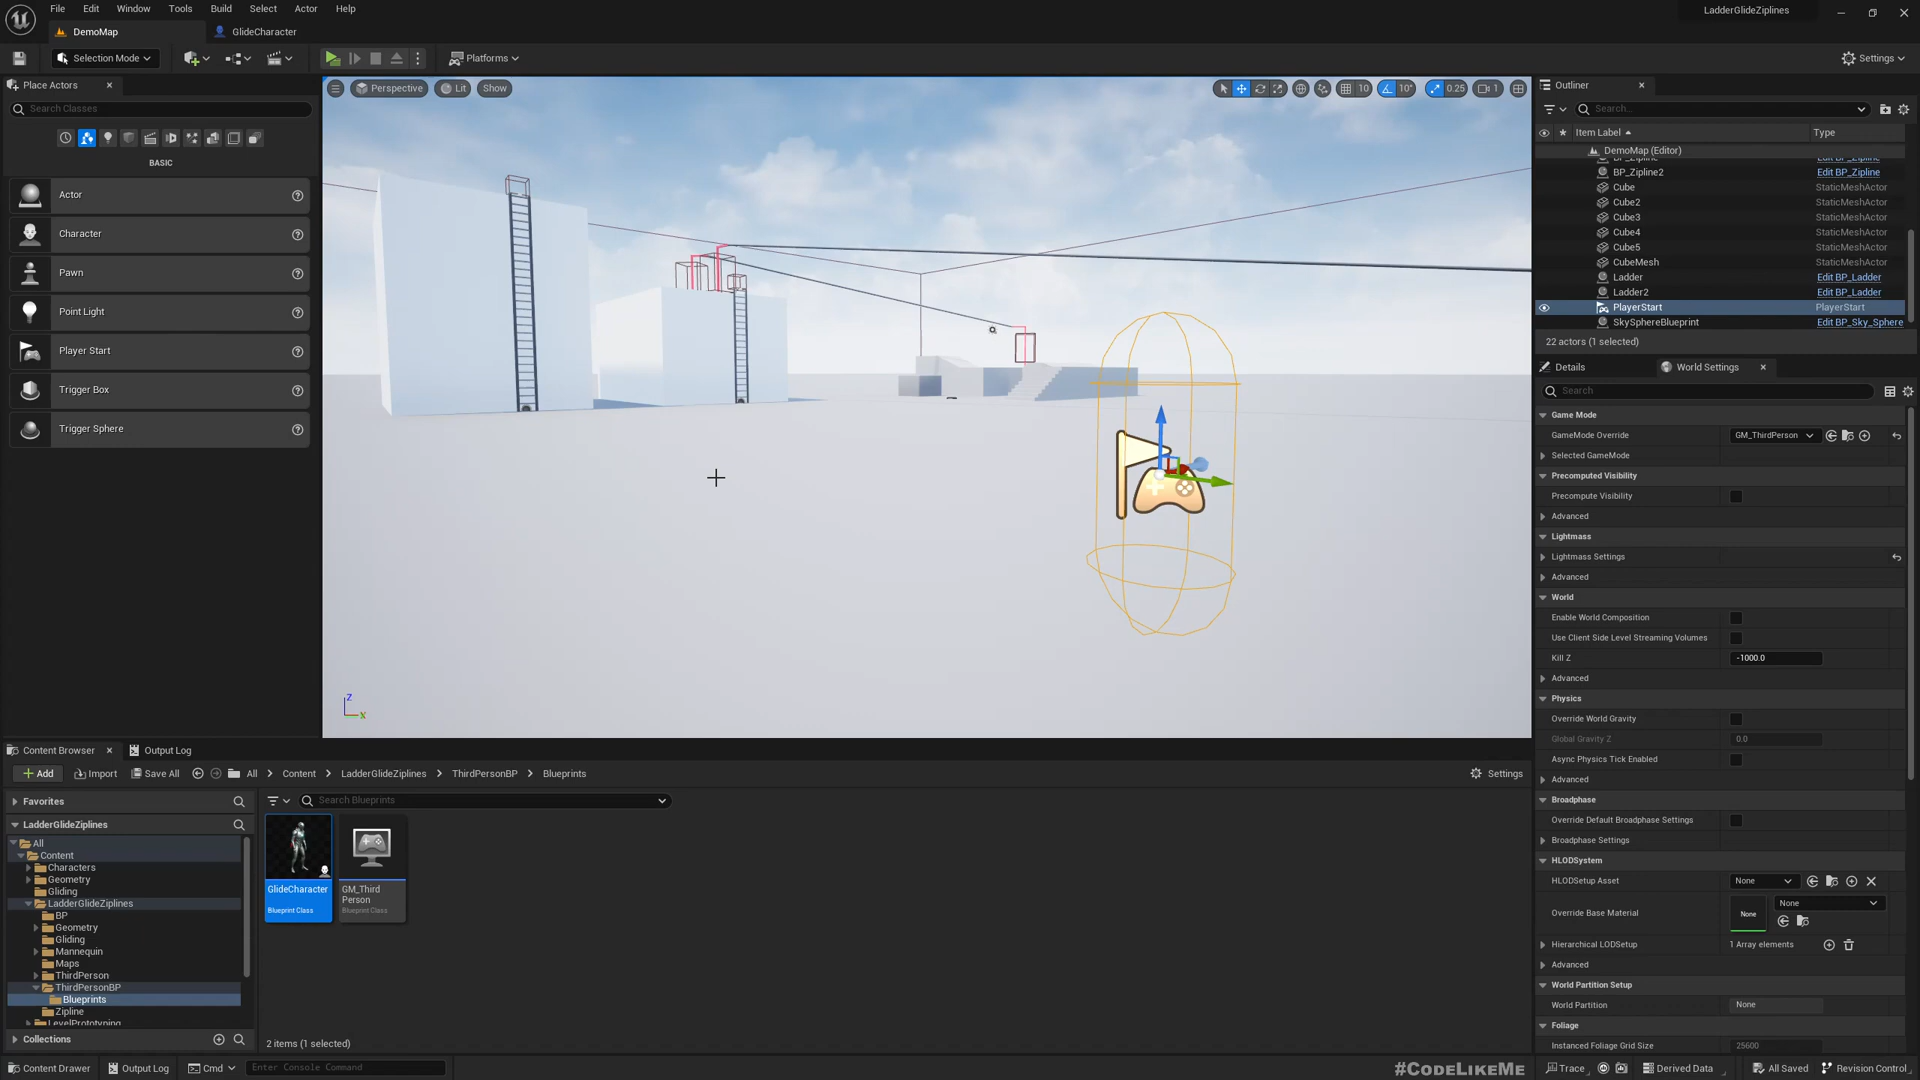 File Edit Window Tools Build Select Actor Help
LadderGlideZiplines
DemoMap
GlideCharacter
Selection Mode
Platforms
Settings
Place Actors
Search Classes
BASIC
Actor
Character
Pawn
Point Light
Player Start
Trigger Box
Trigger Sphere
Perspective
Lit
Show
10
10°
0.25
1
Z
Outliner
Search...
Item Label
Type
DemoMap (Editor)
BP_Zipline Edit BP_Zipline
BP_Zipline2 Edit BP_Zipline
Cube StaticMeshActor
Cube2 StaticMeshActor
Cube3 StaticMeshActor
Cube4 StaticMeshActor
Cube5 StaticMeshActor
CubeMesh StaticMeshActor
Ladder Edit BP_Ladder
Ladder2 Edit BP_Ladder
PlayerStart PlayerStart
SkySphereBlueprint Edit BP_Sky_Sphere
22 actors (1 selected)
Details
World Settings
Search
Game Mode
GameMode Override GM_ThirdPerson
Selected GameMode
Precomputed Visibility
Precompute Visibility
Advanced
Lightmass
Lightmass Settings
Advanced
World
Enable World Composition
Use Client Side Level Streaming Volumes
Kill Z -1000.0
Advanced
Physics
Override World Gravity
Global Gravity Z 0.0
Async Physics Tick Enabled
Advanced
Broadphase
Override Default Broadphase Settings
Broadphase Settings
HLODSystem
HLODSetup Asset None
Override Base Material None None
Hierarchical LODSetup 1 Array elements
Advanced
World Partition Setup
World Partition None
Foliage
Instanced Foliage Grid Size 25600
Content Browser
Output Log
Add
Import
Save All
All > Content > LadderGlideZiplines > ThirdPersonBP > Blueprints
Settings
Favorites
LadderGlideZiplines
All
Content
Characters
Geometry
Gliding
LadderGlideZiplines
BP
Geometry
Gliding
Mannequin
Maps
ThirdPerson
ThirdPersonBP
Blueprints
Zipline
LevelPrototyping
Collections
Search Blueprints
GlideCharacter
Blueprint Class
GM_Third
Person
Blueprint Class
2 items (1 selected)
Content Drawer
Output Log
Cmd
Enter Console Command
#CODELIKEME
Trace
Derived Data
All Saved
Revision Control